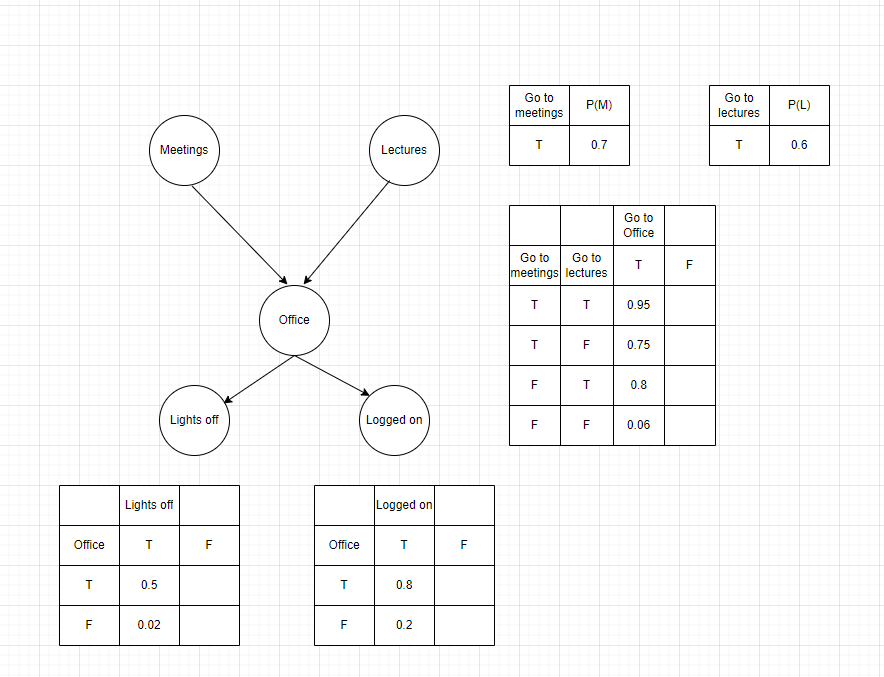 Meetings
Lectures
Office
Lights off
Logged on
Go to
meetings
P(M)
T
0.7
Go to
lectures
P(L)
T
0.6
Go to
Office
Go to
meetings
Go to
lectures
T
F
T
T
0.95
T
F
0.75
F
T
0.8
F
F
0.06
Lights off
Office
T
F
T
0.5
F
0.02
Logged on
Office
T
F
T
0.8
F
0.2